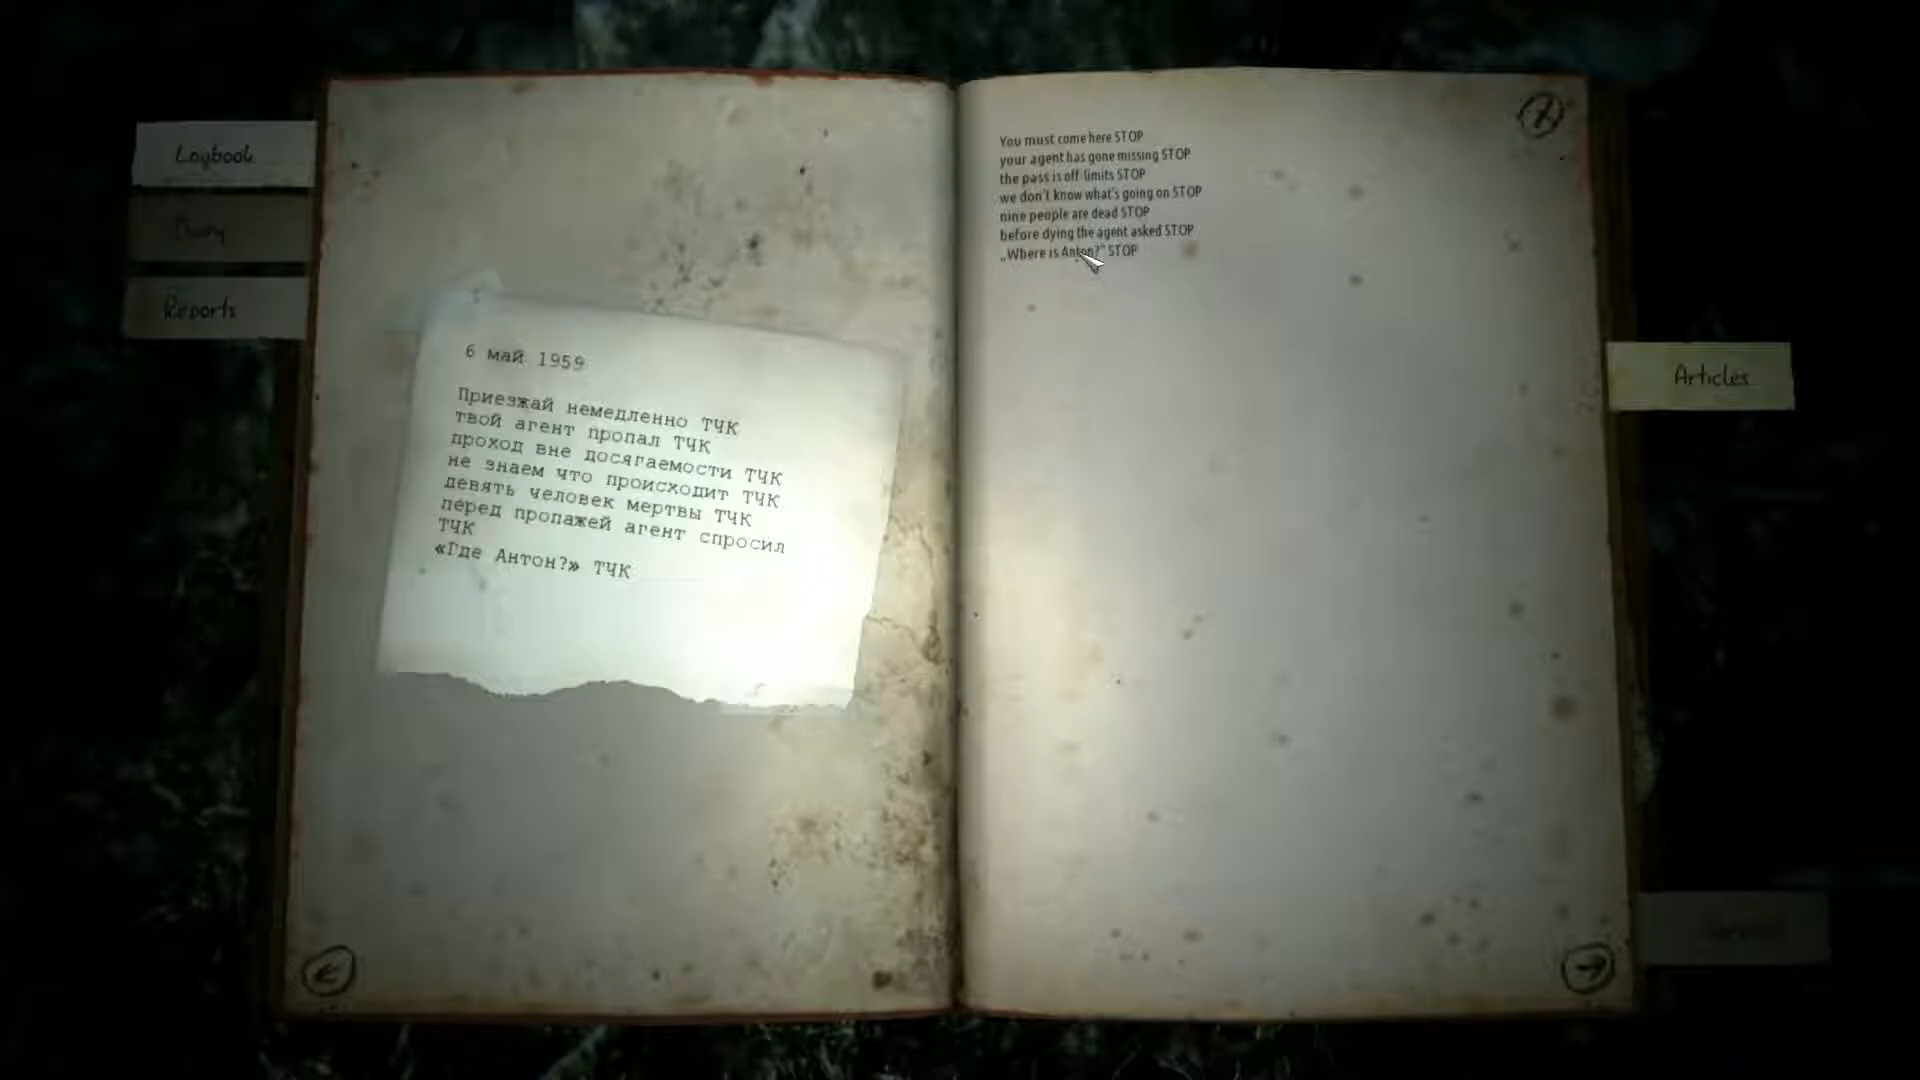 Logbook
Diary
Reports
6 май 1959
Приезжай немедленно ТЧК
твой агент пропал ТЧК
проход вне досягаемости ТЧК
не знаем что происходит ТЧК
девять человек мертвы ТЧК
перед пропажей агент спросил
ТЧК
«Где Антон?» ТЧК
You must come here STOP
your agent has gone missing STOP
the pass is off-limits STOP
we don't know what's going on STOP
nine people are dead STOP
before dying the agent asked STOP
„Where is Anton?" STOP
Articles